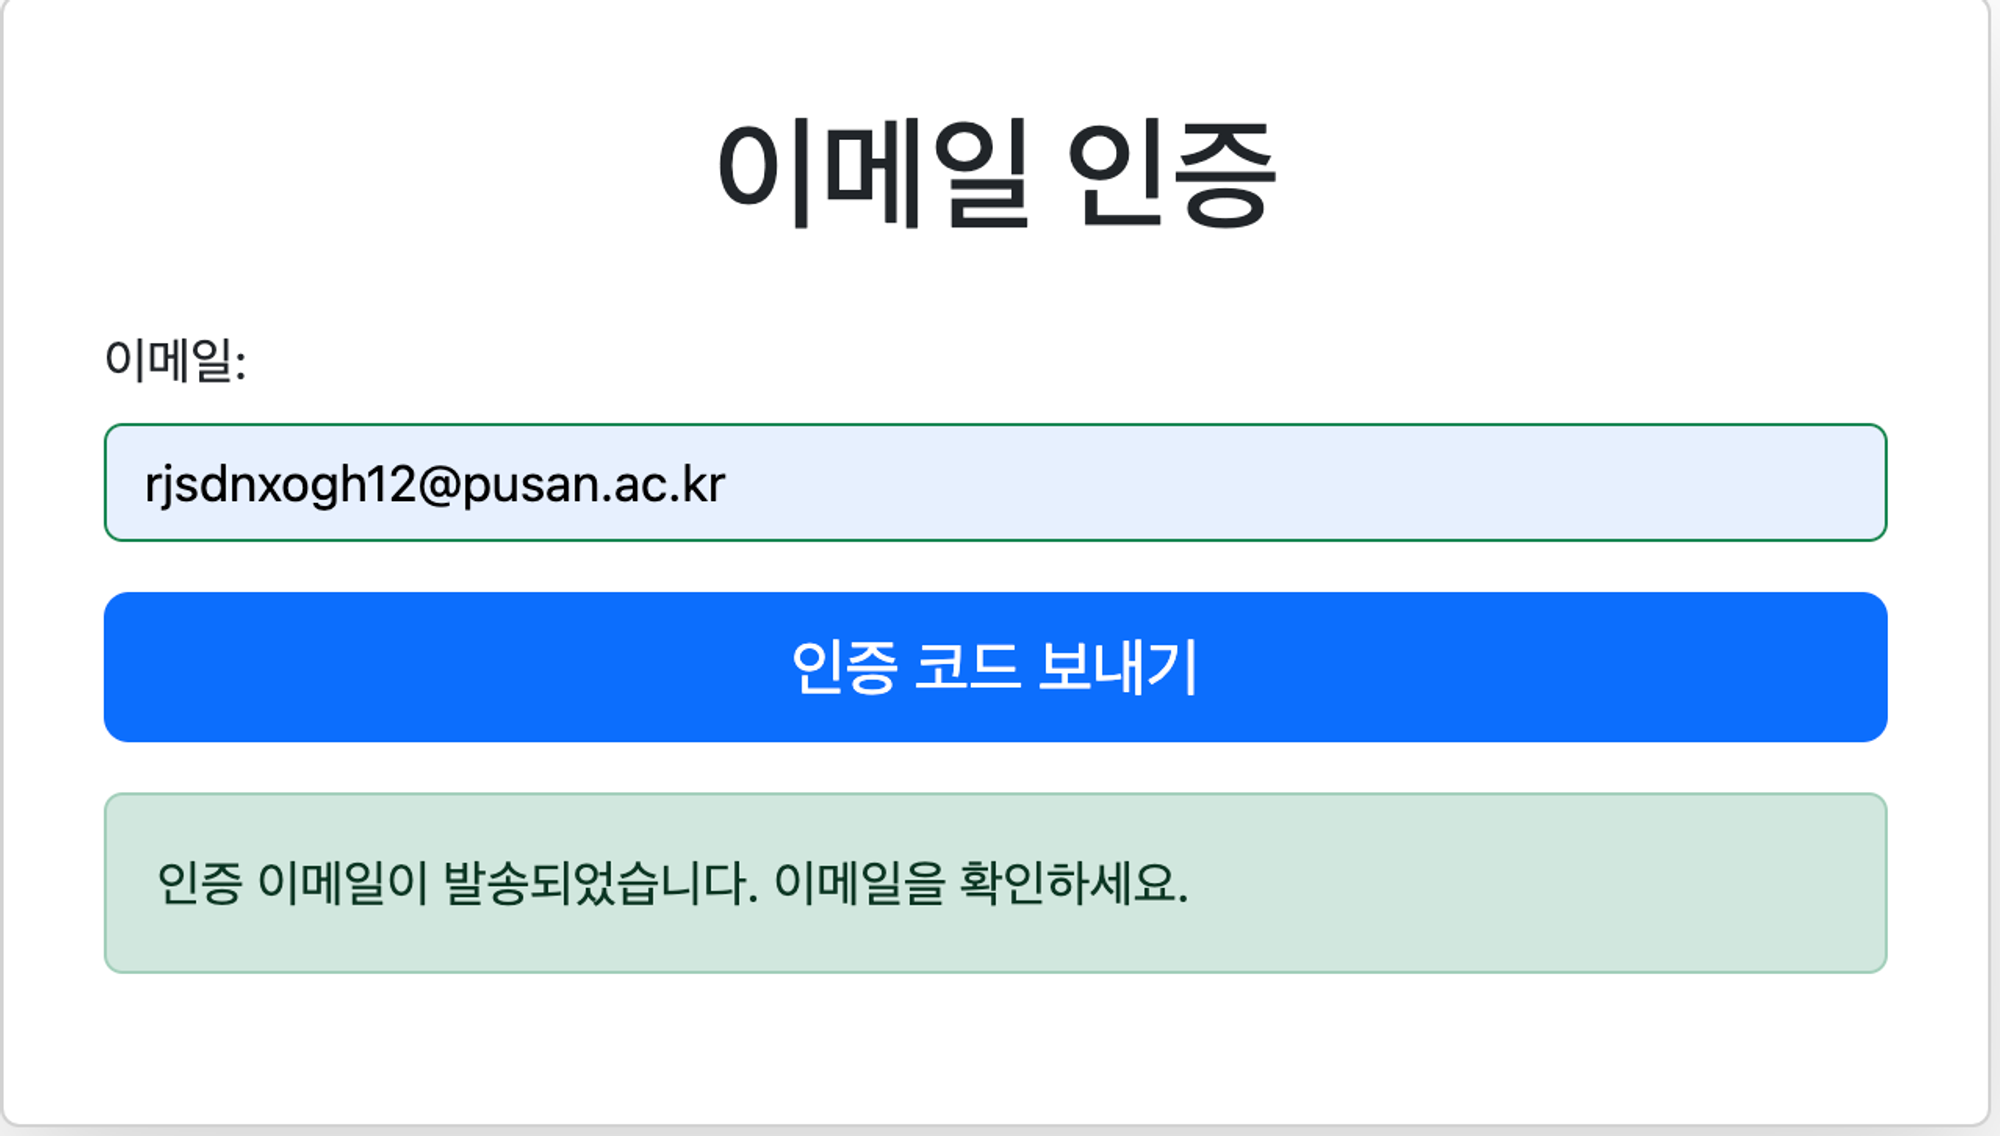 이메일 인증
이메일:
rjsdnxogh12@pusan.ac.kr
인증 코드 보내기
인증 이메일이 발송되었습니다. 이메일을 확인하세요.